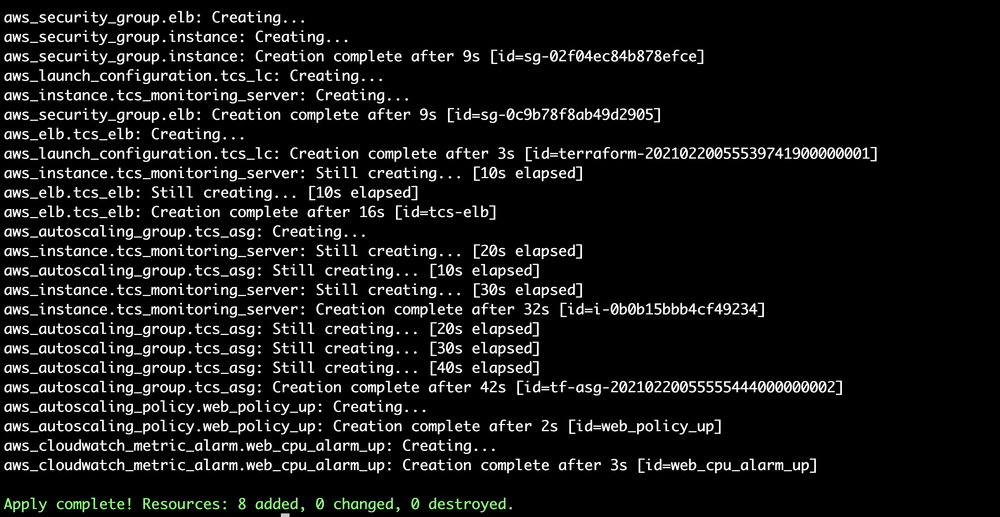 aws_security_group.elb: Creating...
aws_security_group.instance: Creating...
aws_security_group.instance: Creation complete after 9s [id=sg-02f04ec84b878efce]
aws_launch_configuration.tcs_lc: Creating...
aws_instance.tcs_monitoring_server: Creating...
aws_security_group.elb: Creation complete after 9s [id=sg-0c9b78f8ab49d2905]
aws_elb.tcs_elb: Creating...
aws_launch_configuration.tcs_lc: Creation complete after 3s [id=terraform-20210220055539741900000001]
aws_instance.tcs_monitoring_server: Still creating... [10s elapsed]
aws_elb.tcs_elb: Still creating... [10s elapsed]
aws_elb.tcs_elb: Creation complete after 16s [id=tcs-elb]
aws_autoscaling_group.tcs_asg: Creating...
aws_instance.tcs_monitoring_server: Still creating... [20s elapsed]
aws_autoscaling_group.tcs_asg: Still creating... [10s elapsed]
aws_instance.tcs_monitoring_server: Still creating... [30s elapsed]
aws_instance.tcs_monitoring_server: Creation complete after 32s [id=i-0b0b15bbb4cf49234]
aws_autoscaling_group.tcs_asg: Still creating... [20s elapsed]
aws_autoscaling_group.tcs_asg: Still creating... [30s elapsed]
aws_autoscaling_group.tcs_asg: Still creating... [40s elapsed]
aws_autoscaling_group.tcs_asg: Creation complete after 42s [id=tf-asg-20210220055555444000000002]
aws_autoscaling_policy.web_policy_up: Creating...
aws_autoscaling_policy.web_policy_up: Creation complete after 2s [id=web_policy_up]
aws_cloudwatch_metric_alarm.web_cpu_alarm_up: Creating...
aws_cloudwatch_metric_alarm.web_cpu_alarm_up: Creation complete after 3s [id=web_cpu_alarm_up]
Apply complete! Resources: 8 added, 0 changed, 0 destroyed.